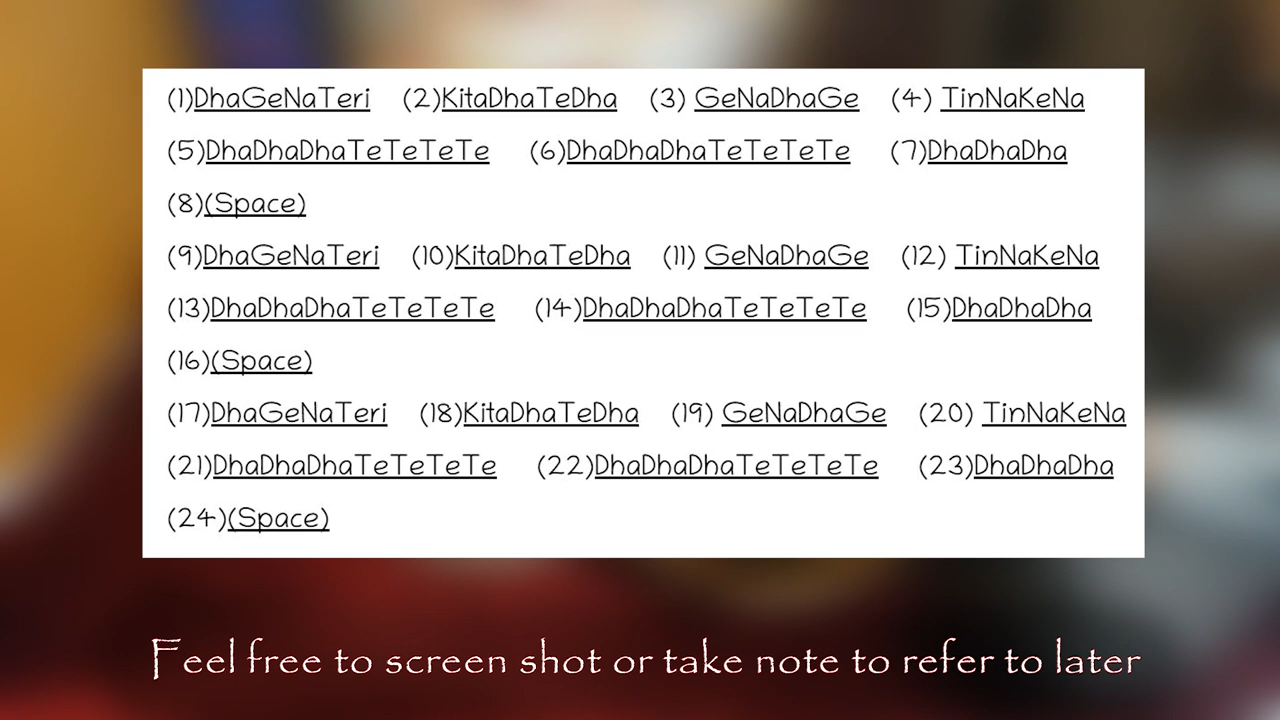 (1)DhaGeNaTeri (2)KitaDhaTeDha (3) GeNaDhaGe (4) TinNaKeNa
(5)DhaDhaDhaTeTeTeTe (6)DhaDhaDhaTeTeTeTe (7)DhaDhaDha
(8)(Space)
(9)DhaGeNaTeri (10)KitaDhaTeDha (11) GeNaDhaGe (12) TinNaKeNa
(13)DhaDhaDhaTeTeTeTe (14)DhaDhaDhaTeTeTeTe (15)DhaDhaDha
(16)(Space)
(17)DhaGeNaTeri (18)KitaDhaTeDha (19) GeNaDhaGe (20) TinNaKeNa
(21)DhaDhaDhaTeTeTeTe (22)DhaDhaDhaTeTeTeTe (23)DhaDhaDha
(24)(Space)
Feel free to screen shot or take note to refer to later